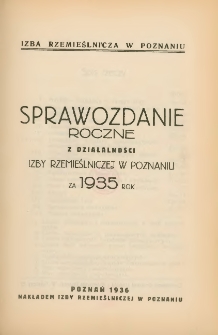 IZBA RZEMIEŚLNICZA W POZNANIU
SPRAWOZDANIE
ROCZNE
Z DZIAŁALNOŚCI
IZBY RZEMIEŚLNICZEJ W POZNANIU
ZA 1935 ROK
POZNAŃ 1936
NAKŁADEM IZBY RZEMIEŚLNICZEJ W POZNANIU